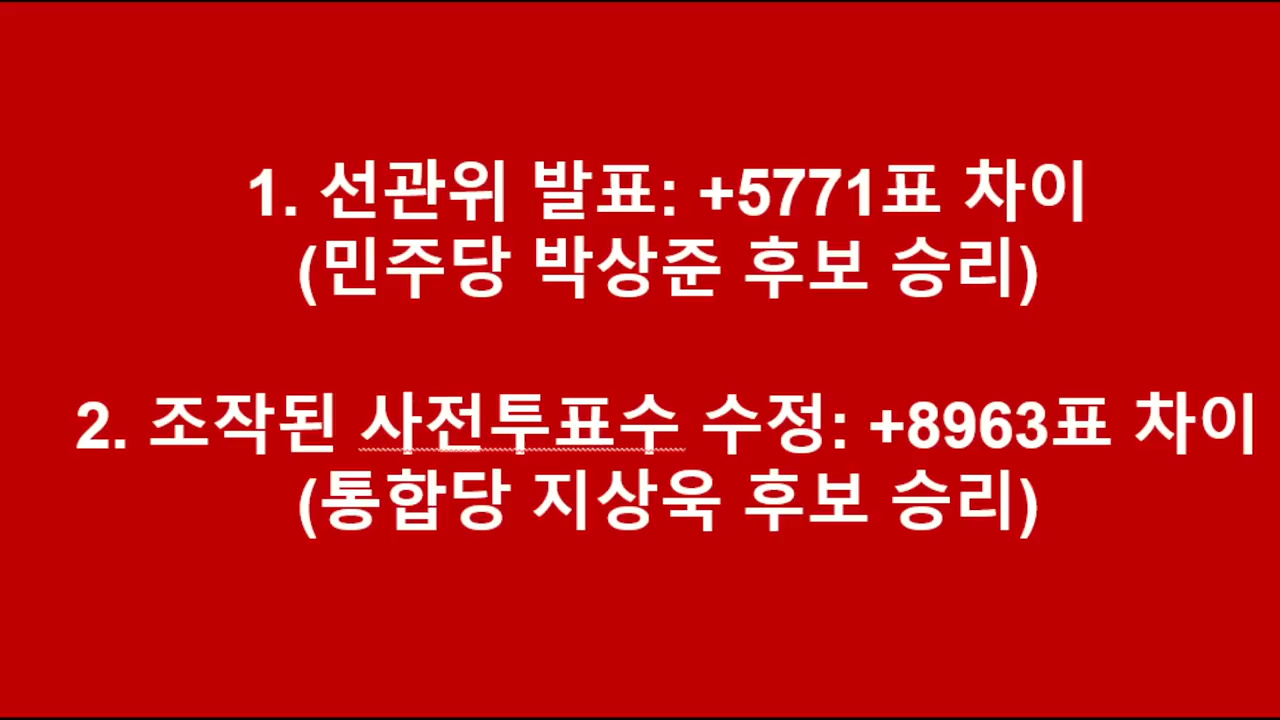 1. 선관위 발표: +5771표 차이
(민주당 박상준 후보 승리)
2. 조작된 사전투표수 수정: +8963표 차이
(통합당 지상욱 후보 승리)